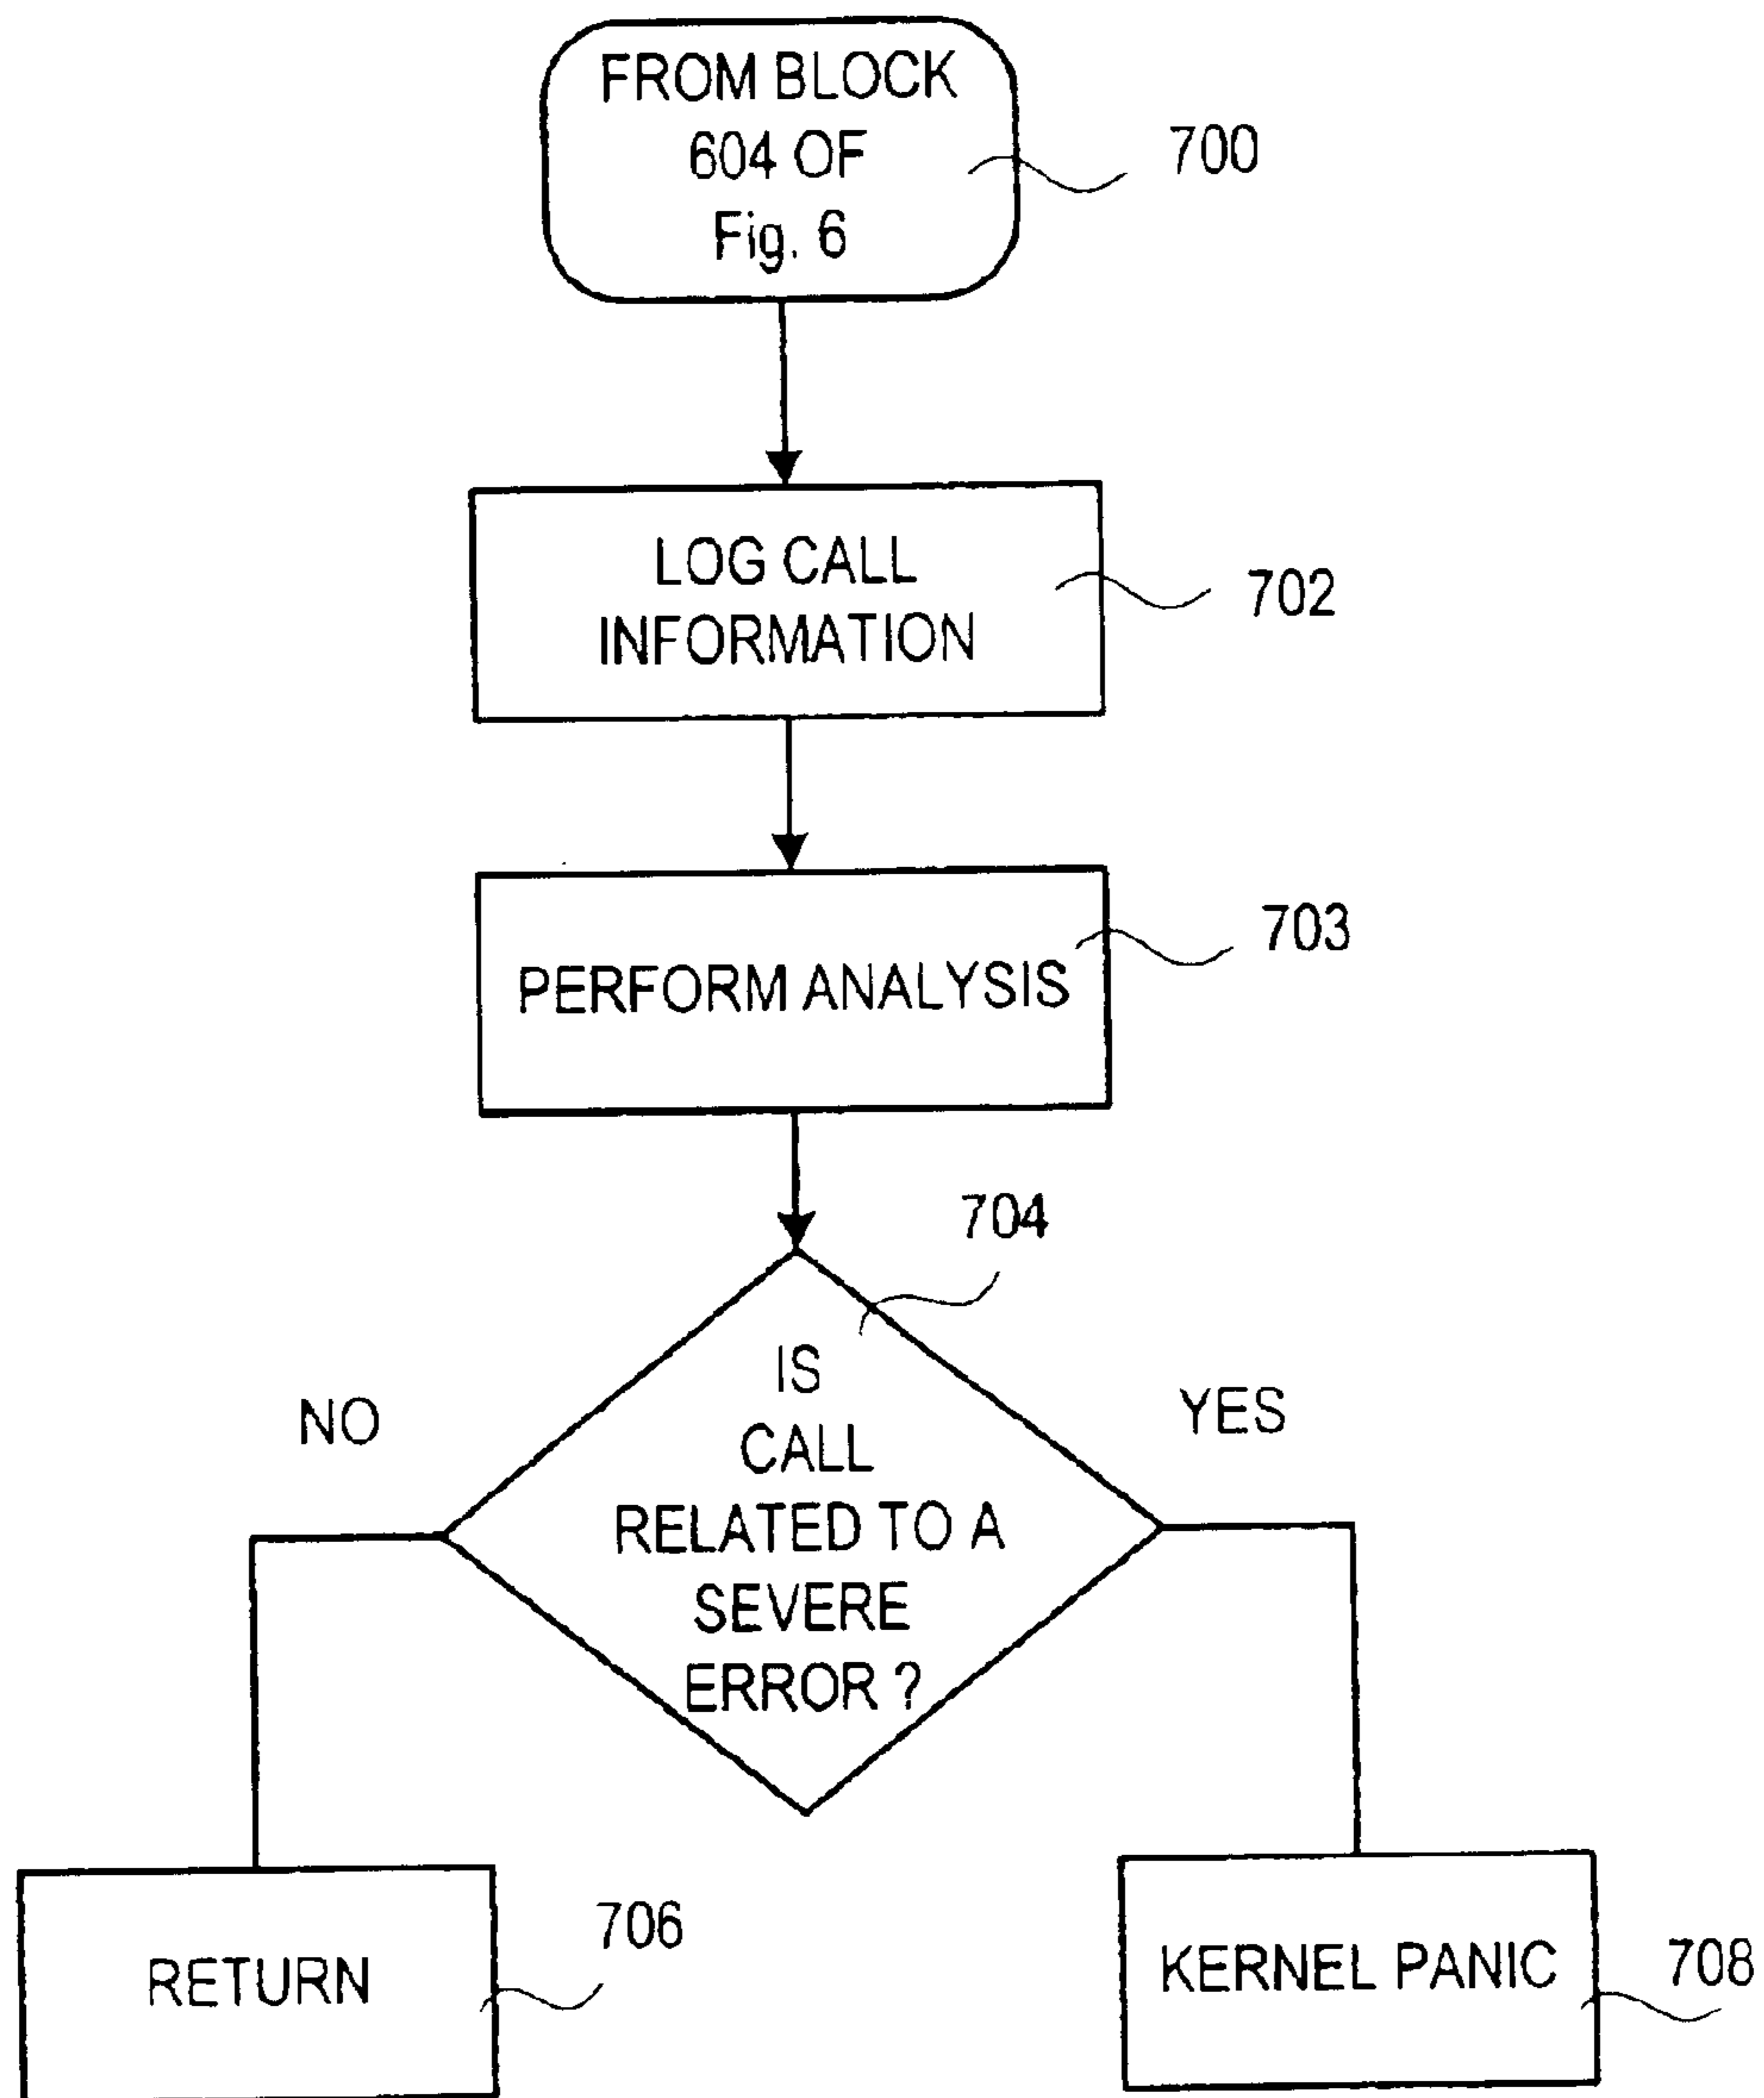 FROM BLOCK
604 OF
Fig. 6
700
LOG CALL
INFORMATION
702
703
PERFORM ANALYSIS
704
IS
CALL
RELATED TO A
SEVERE
ERROR ?
NO
YES
RETURN
706
KERNEL PANIC
708